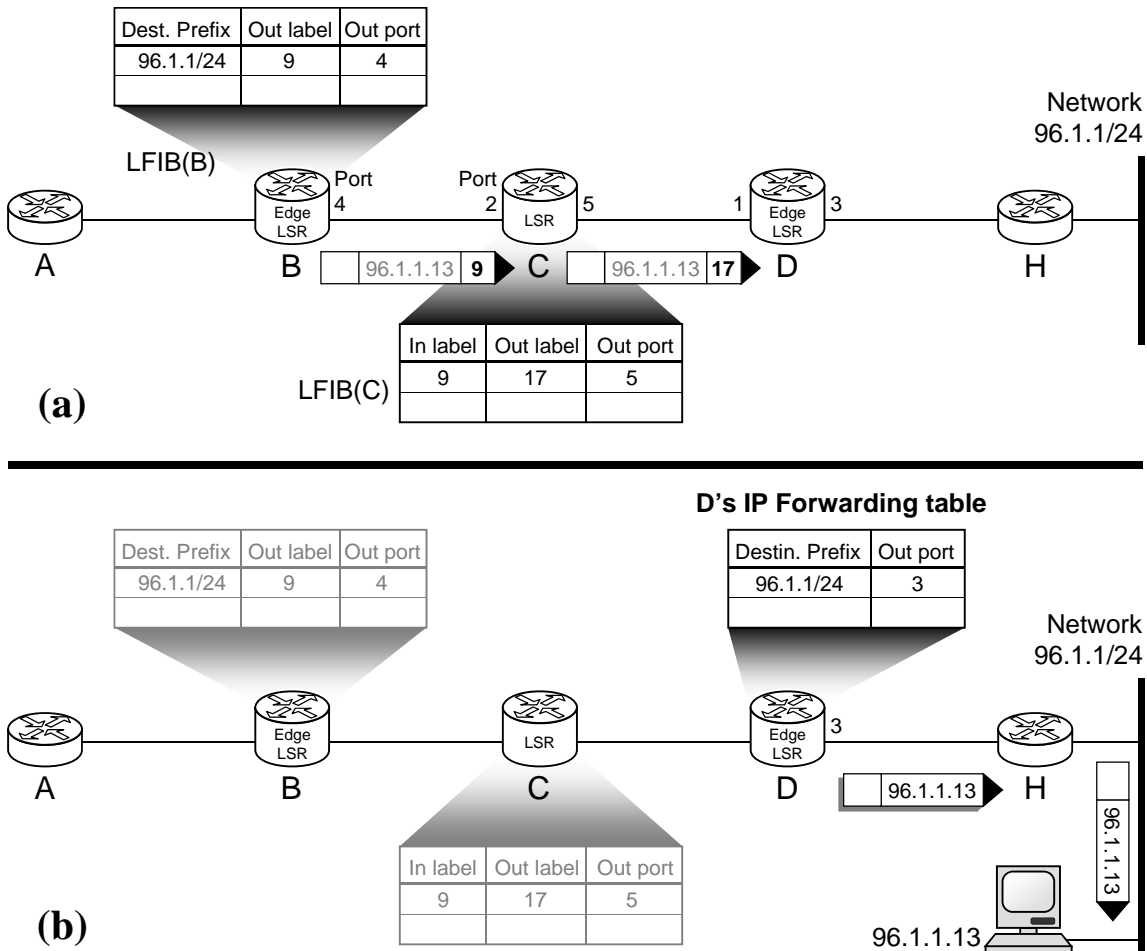 Dest. Prefix Out label Out port
96.1.1/24 9 4
Network
96.1.1/24
LFIB(B)
Port
4
Port
2
5
1
3
Edge
LSR
LSR
Edge
LSR
A
B
96.1.1.13 9
C
96.1.1.13 17
D
H
In label Out label Out port
9 17 5
LFIB(C)
(a)
D's IP Forwarding table
Dest. Prefix Out label Out port
96.1.1/24 9 4
Destin. Prefix Out port
96.1.1/24 3
Network
96.1.1/24
Edge
LSR
LSR
Edge
LSR
3
A
B
C
D
96.1.1.13
H
96.1.1.13
In label Out label Out port
9 17 5
(b)
96.1.1.13